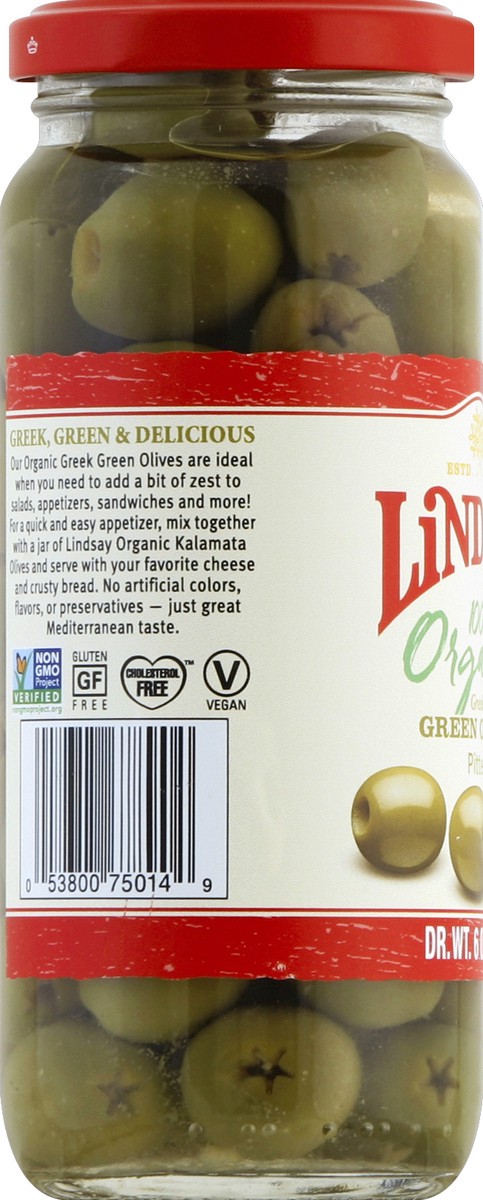 GREEK, GREEN & DELICIOUS
Our Organic Greek Green Olives are ideal
when you need to add a bit of zest to
salads, appetizers, sandwiches and more!
For a quick and easy appetizer, mix together
with a jar of Lindsay Organic Kalamata
Olives and serve with your favorite cheese
and crusty bread. No artificial colors,
flavors, or preservatives — just great
Mediterranean taste.
NON
GMO
Project
VERIFIED
nongmoproject.org
GLUTEN
GF
FREE
CHOLESTEROL
FREE™
V
VEGAN
0 53800 75014 9
ESTD
LiND
100
Orga
Gree
GREEN
Pitte
DR. WT. 6